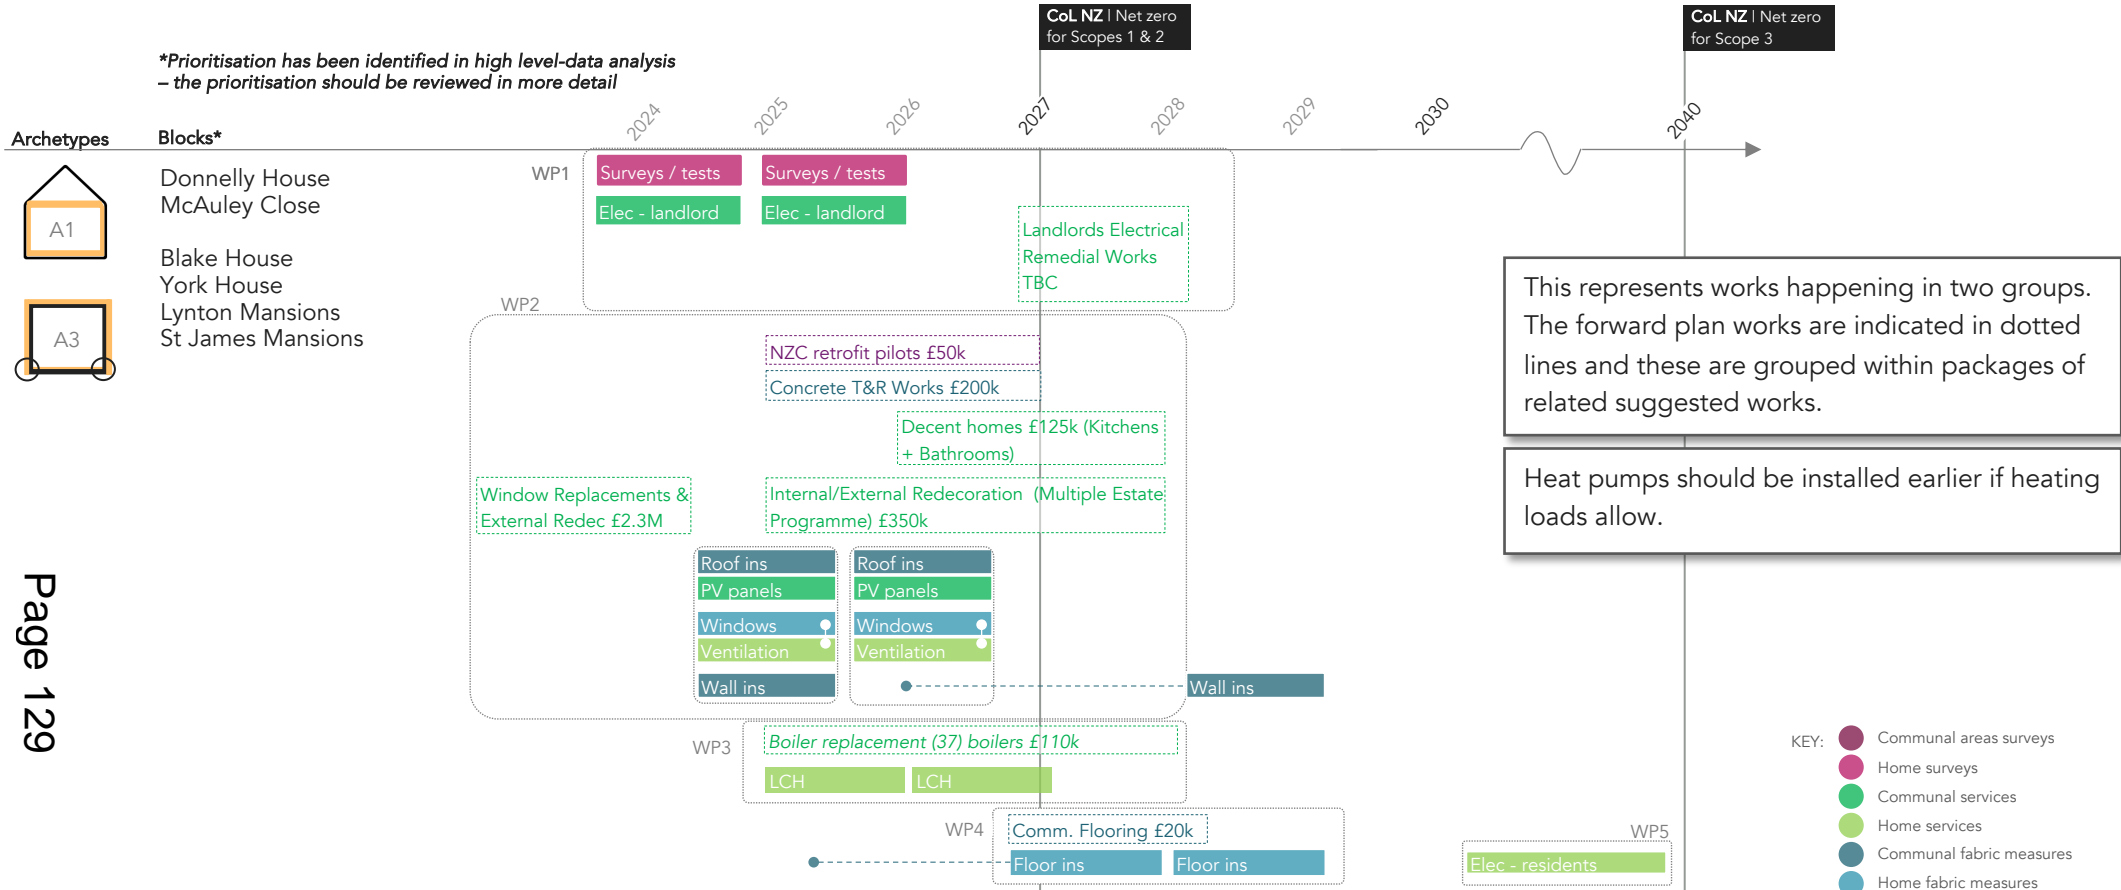 CoL NZ | Net zero
for Scopes 1 & 2
CoL NZ | Net zero
for Scope 3
*Prioritisation has been identified in high level-data analysis
– the prioritisation should be reviewed in more detail
2024
2025
2026
2027
2028
2029
2030
2040
Archetypes
Blocks*
A1
Donnelly House
McAuley Close
A3
Blake House
York House
Lynton Mansions
St James Mansions
WP1
Surveys / tests
Surveys / tests
Elec - landlord
Elec - landlord
Landlords Electrical
Remedial Works
TBC
WP2
NZC retrofit pilots £50k
Concrete T&R Works £200k
Decent homes £125k (Kitchens
+ Bathrooms)
Window Replacements &
External Redec £2.3M
Internal/External Redecoration (Multiple Estate
Programme) £350k
Roof ins
Roof ins
PV panels
PV panels
Windows
Windows
Ventilation
Ventilation
Wall ins
Wall ins
WP3
Boiler replacement (37) boilers £110k
LCH
LCH
WP4
Comm. Flooring £20k
Floor ins
Floor ins
WP5
Elec - residents
This represents works happening in two groups.
The forward plan works are indicated in dotted
lines and these are grouped within packages of
related suggested works.
Heat pumps should be installed earlier if heating
loads allow.
KEY:
Communal areas surveys
Home surveys
Communal services
Home services
Communal fabric measures
Home fabric measures
Page 129